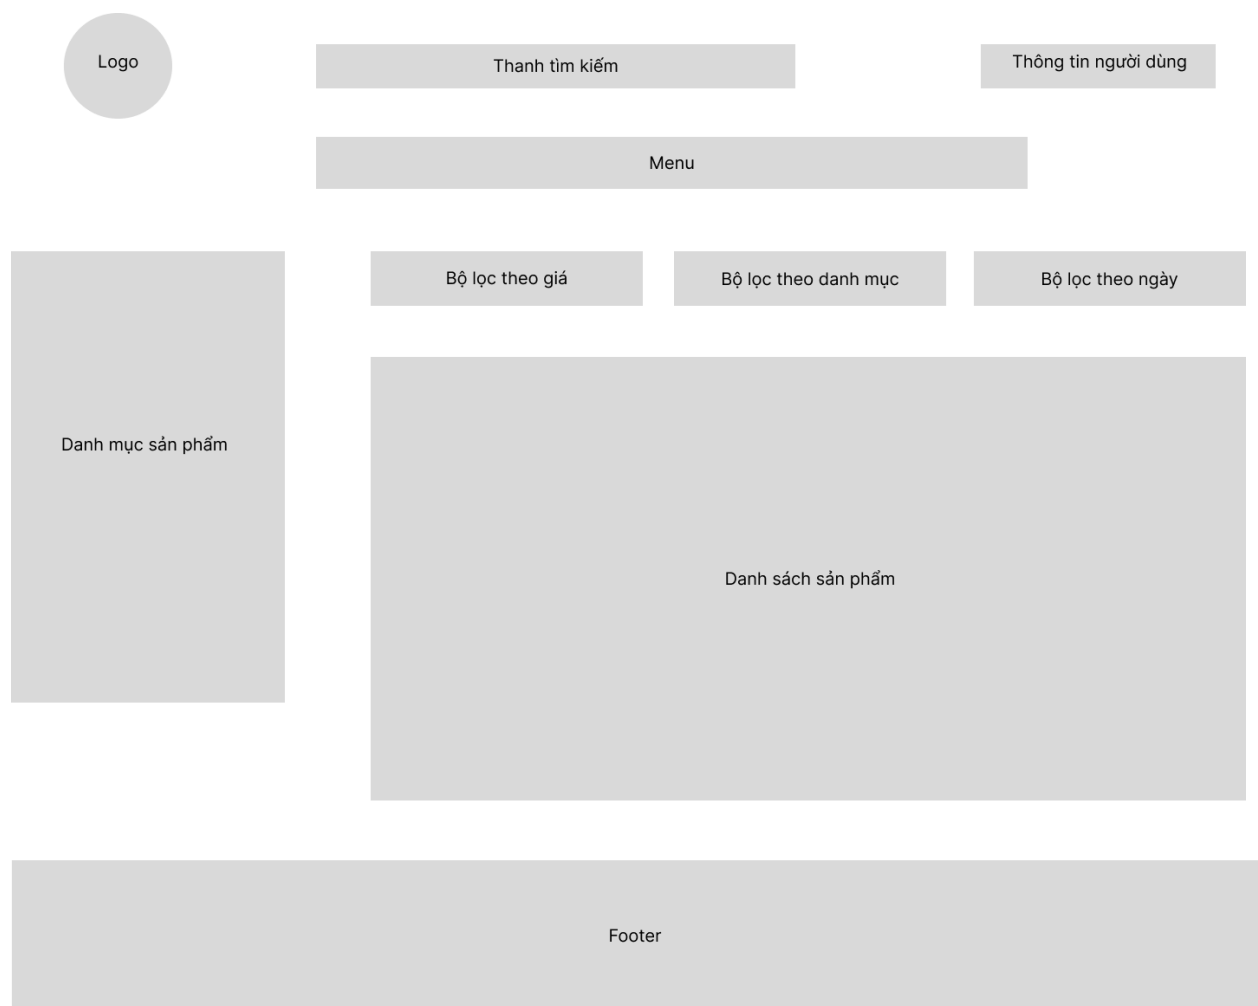 Logo
Thanh tìm kiếm
Thông tin người dùng
Menu
Bộ lọc theo giá
Bộ lọc theo danh mục
Bộ lọc theo ngày
Danh mục sản phẩm
Danh sách sản phẩm
Footer